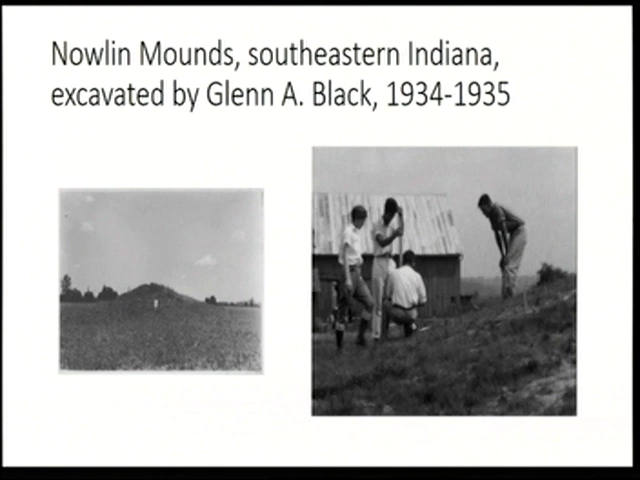 Nowlin Mounds, southeastern Indiana,
excavated by Glenn A. Black, 1934-1935